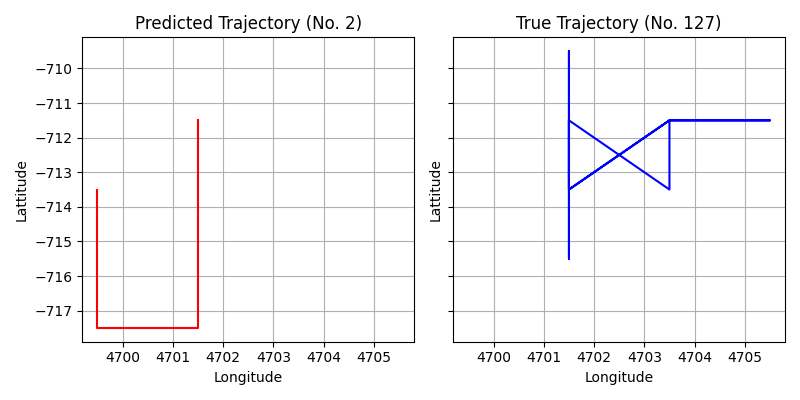 Predicted Trajectory (No. 2)
True Trajectory (No. 127)
Lattitude
−710
−711
−712
−713
−714
−715
−716
−717
4700 4701 4702 4703 4704 4705
Longitude
Lattitude
4700 4701 4702 4703 4704 4705
Longitude